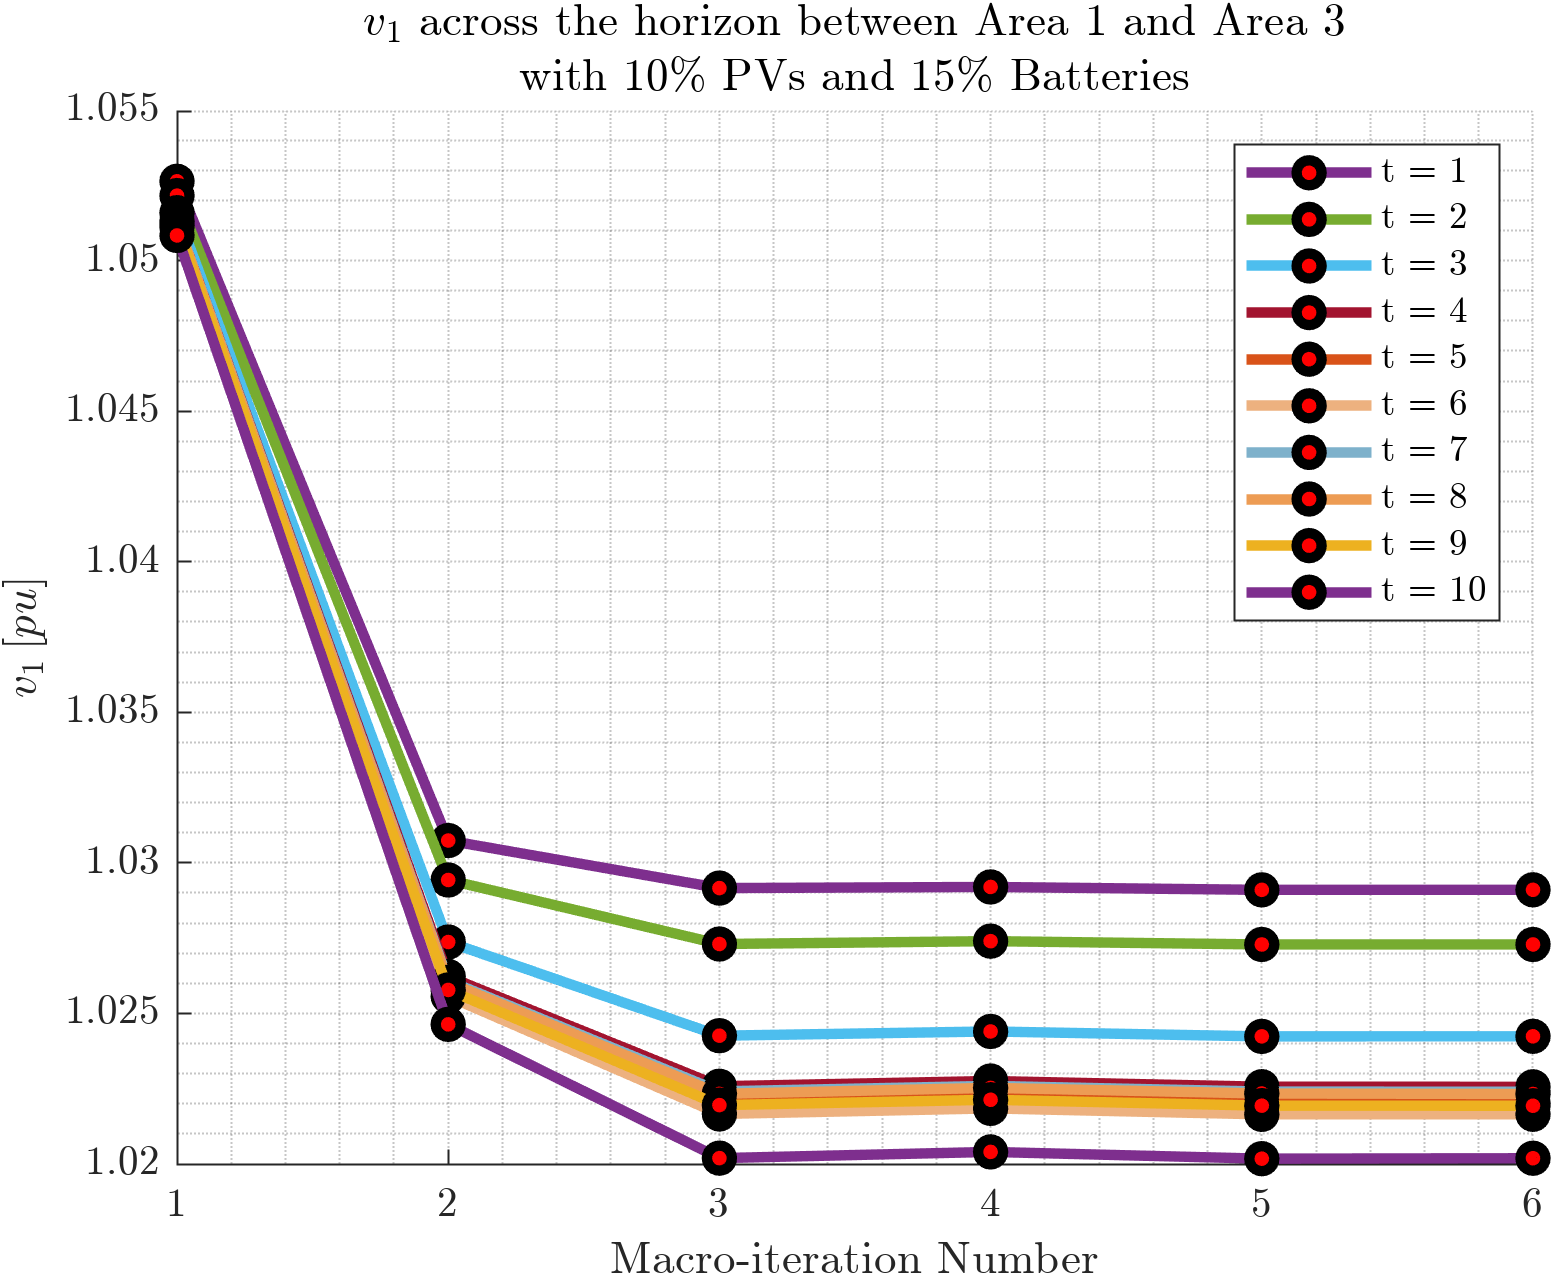 v₁ across the horizon between Area 1 and Area 3
with 10% PVs and 15% Batteries
1.055
1.05
1.045
1.04
1.035
1.03
1.025
1.02
v₁ [pu]
t = 1
t = 2
t = 3
t = 4
t = 5
t = 6
t = 7
t = 8
t = 9
t = 10
1 2 3 4 5 6
Macro-iteration Number